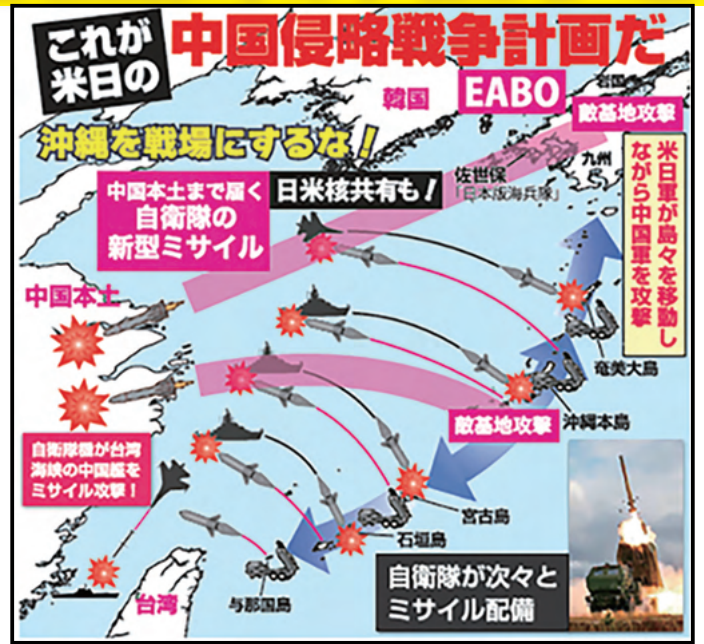 これが
米日の
中国侵略戦争計画だ
岩国
韓国
EABO
敵基地攻撃
沖縄を戦場にするな!
九州
佐世保
「日本版海兵隊」
中国本土まで届く
自衛隊の
新型ミサイル
日米核共有も!
米日軍が島々を移動し
ながら中国軍を攻撃
中国本土
奄美大島
沖縄本島
敵基地攻撃
自衛隊機が台湾
海峡の中国艦を
ミサイル攻撃!
宮古島
石垣島
与那国島
台湾
自衛隊が次々と
ミサイル配備